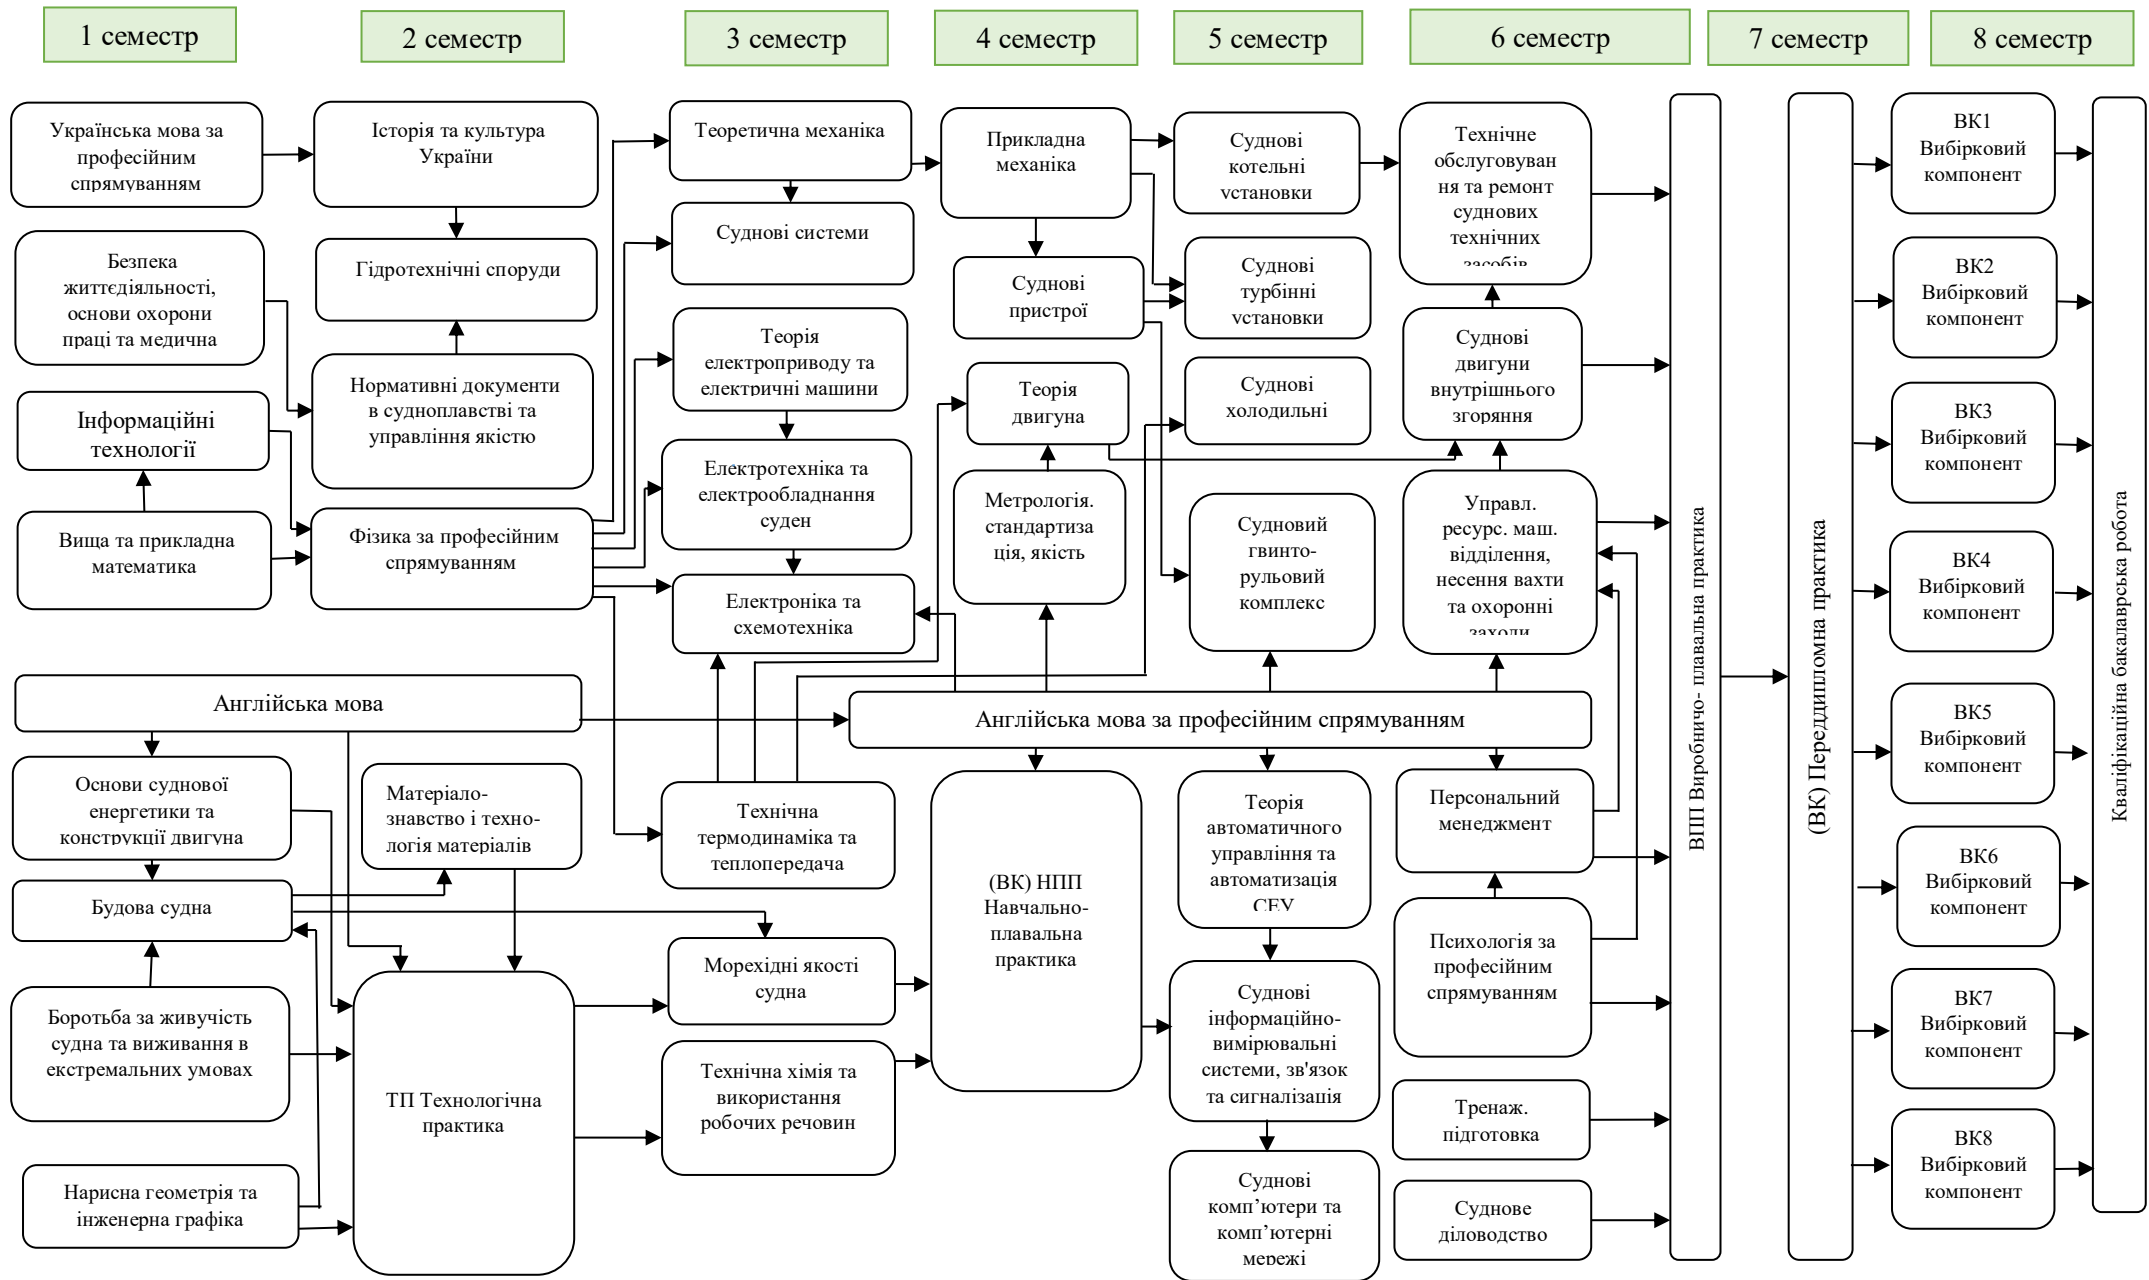 1 семестр
2 семестр
3 семестр
4 семестр
5 семестр
6 семестр
7 семестр
8 семестр
Українська мова за
професійним
спрямуванням
Безпека
життєдіяльності,
основи охорони
праці та медична
Інформаційні
технології
Вища та прикладна
математика
Англійська мова
Основи суднової
енергетики та
конструкції двигуна
Будова судна
Боротьба за живучість
судна та виживання в
екстремальних умовах
Нарисна геометрія та
інженерна графіка
Історія та культура
України
Гідротехнічні споруди
Нормативні документи
в судноплавстві та
управління якістю
Фізика за професійним
спрямуванням
Матеріало-
знавство і техно-
логія матеріалів
ТП Технологічна
практика
Теоретична механіка
Суднові системи
Теорія
електроприводу та
електричні машини
Електротехніка та
електрообладнання
суден
Електроніка та
схемотехніка
Технічна
термодинаміка та
теплопередача
Морехідні якості
судна
Технічна хімія та
використання
робочих речовин
Прикладна
механіка
Суднові
пристрої
Теорія
двигуна
Метрологія.
стандартиза
ція, якість
Англійська мова за професійним спрямуванням
(ВК) НПП
Навчально-
плавальна
практика
Суднові
котельні
установки
Суднові
турбінні
установки
Суднові
холодильні
Судновий
гвинто-
рульовий
комплекс
Теорія
автоматичного
управління та
автоматизація
СЕУ
Суднові
інформаційно-
вимірювальні
системи, зв'язок
та сигналізація
Суднові
комп’ютери та
комп’ютерні
мережі
Технічне
обслуговуван
ня та ремонт
суднових
технічних
засобів
Суднові
двигуни
внутрішнього
згоряння
Управл.
ресурс. маш.
відділення,
несення вахти
та охоронні
заходи
Персональний
менеджмент
Психологія за
професійним
спрямуванням
Тренаж.
підготовка
Суднове
діловодство
ВПП Виробничо- плавальна практика
(ВК) Переддипломна практика
ВК1
Вибірковий
компонент
ВК2
Вибірковий
компонент
ВК3
Вибірковий
компонент
ВК4
Вибірковий
компонент
ВК5
Вибірковий
компонент
ВК6
Вибірковий
компонент
ВК7
Вибірковий
компонент
ВК8
Вибірковий
компонент
Кваліфікаційна бакалаврська робота